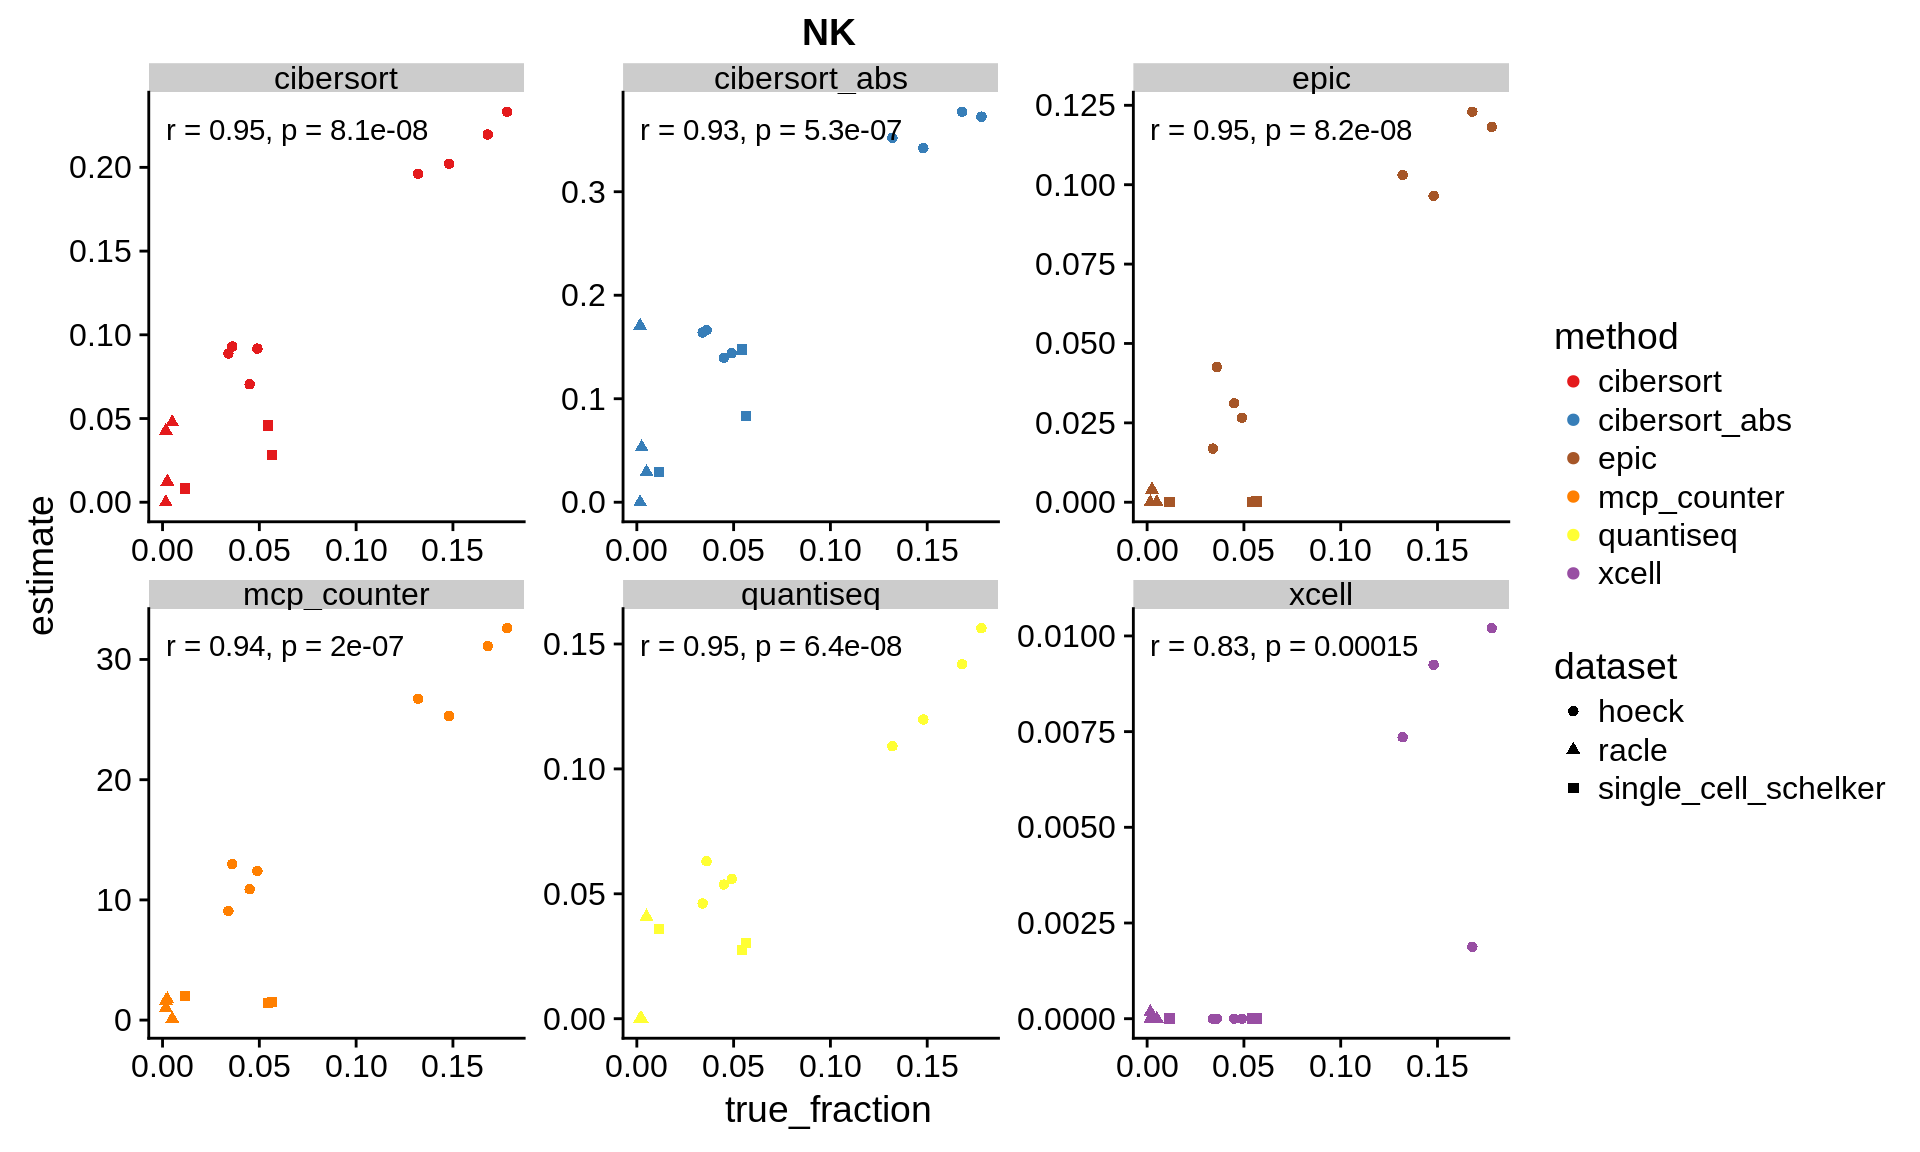 NK
cibersort
cibersort_abs
epic
r = 0.95, p = 8.1e-08
r = 0.93, p = 5.3e-07
r = 0.95, p = 8.2e-08
0.20
0.15
0.10
0.05
0.00
0.3
0.2
0.1
0.0
0.125
0.100
0.075
0.050
0.025
0.000
0.00 0.05 0.10 0.15
0.00 0.05 0.10 0.15
0.00 0.05 0.10 0.15
estimate
mcp_counter
quantiseq
xcell
r = 0.94, p = 2e-07
r = 0.95, p = 6.4e-08
r = 0.83, p = 0.00015
30
20
10
0
0.15
0.10
0.05
0.00
0.0100
0.0075
0.0050
0.0025
0.0000
0.00 0.05 0.10 0.15
0.00 0.05 0.10 0.15
0.00 0.05 0.10 0.15
true_fraction
method
cibersort
cibersort_abs
epic
mcp_counter
quantiseq
xcell
dataset
hoeck
racle
single_cell_schelker